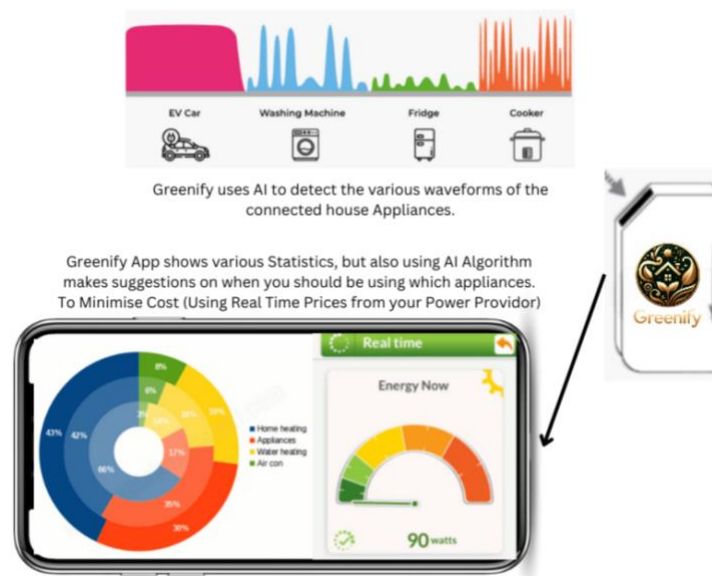 EV Car
Washing Machine
Fridge
Cooker
Greenify uses AI to detect the various waveforms of the
connected house Appliances.
Greenify App shows various Statistics, but also using AI Algorithm
makes suggestions on when you should be using which appliances.
To Minimise Cost (Using Real Time Prices from your Power Providor)
Greenify
Real time
Energy Now
90 watts
8%
6%
2%
19%
43%
42%
66%
17%
35%
30%
Home heating
Appliances
Water heating
Air con